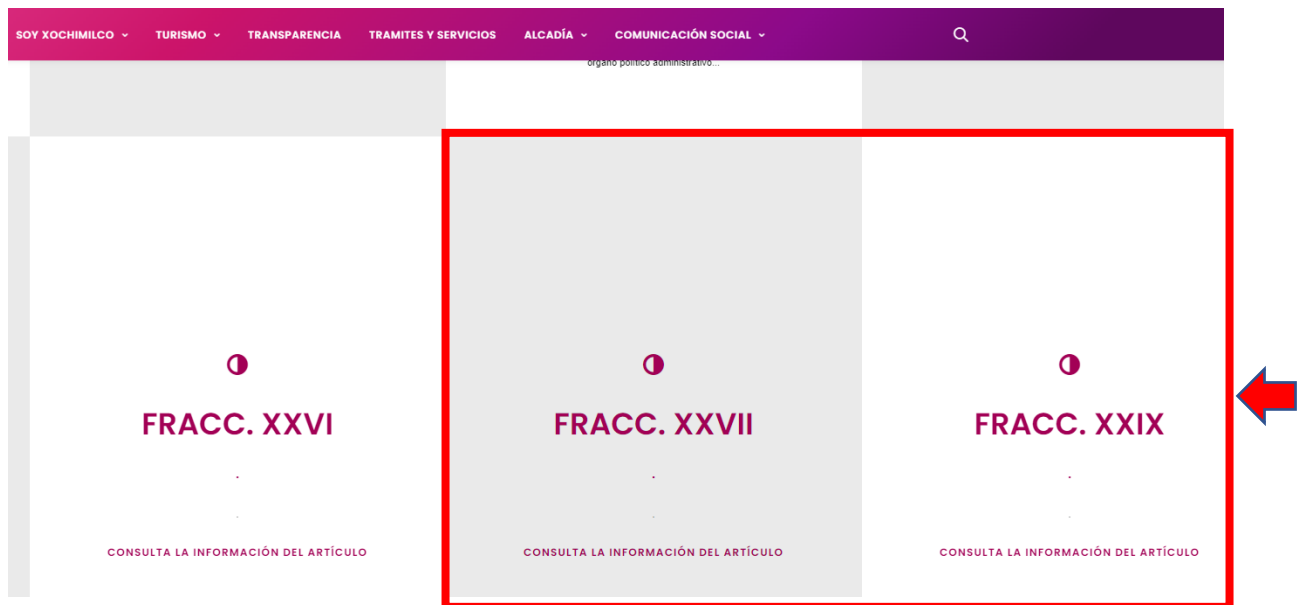 SOY XOCHIMILCO TURISMO TRANSPARENCIA TRAMITES Y SERVICIOS ALCADÍA COMUNICACIÓN SOCIAL
órgano político administrativo...
FRACC. XXVI
.
.
CONSULTA LA INFORMACIÓN DEL ARTÍCULO
FRACC. XXVII
.
.
CONSULTA LA INFORMACIÓN DEL ARTÍCULO
FRACC. XXIX
.
.
CONSULTA LA INFORMACIÓN DEL ARTÍCULO